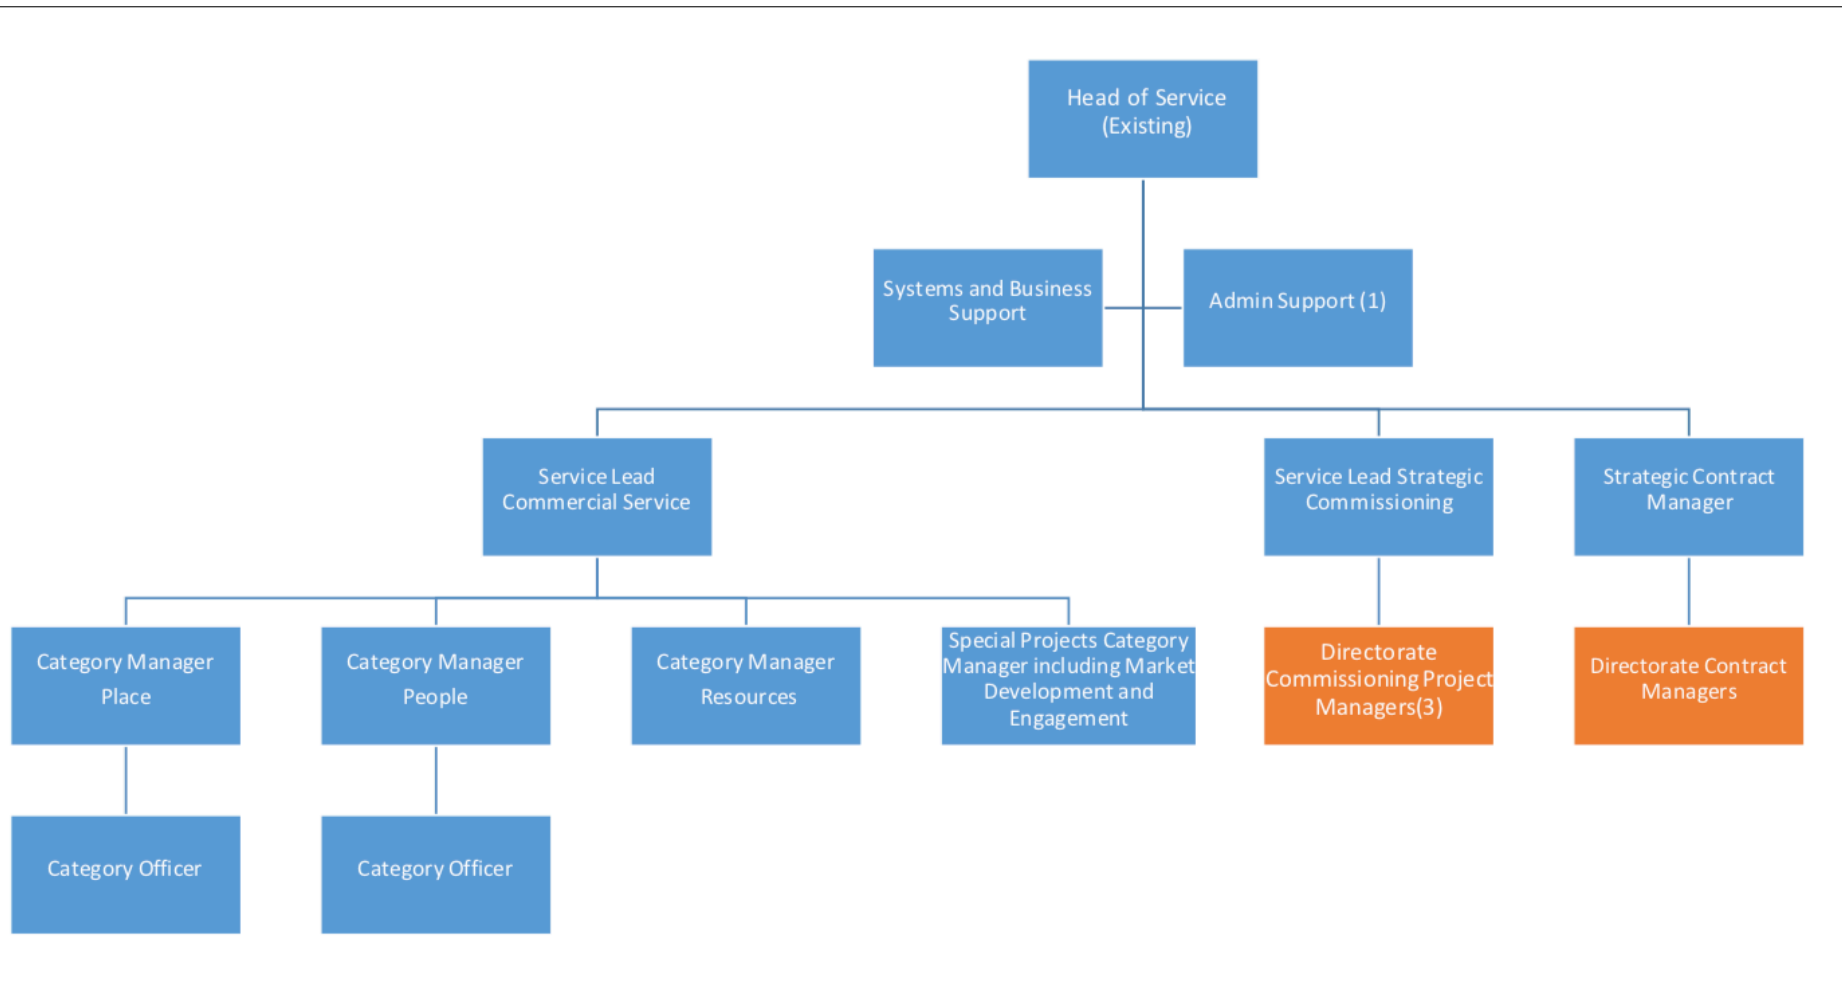 Head of Service
(Existing)
Systems and Business
Support
Admin Support (1)
Service Lead
Commercial Service
Service Lead Strategic
Commissioning
Strategic Contract
Manager
Category Manager
Place
Category Manager
People
Category Manager
Resources
Special Projects Category
Manager including Market
Development and
Engagement
Directorate
Commissioning Project
Managers(3)
Directorate Contract
Managers
Category Officer
Category Officer